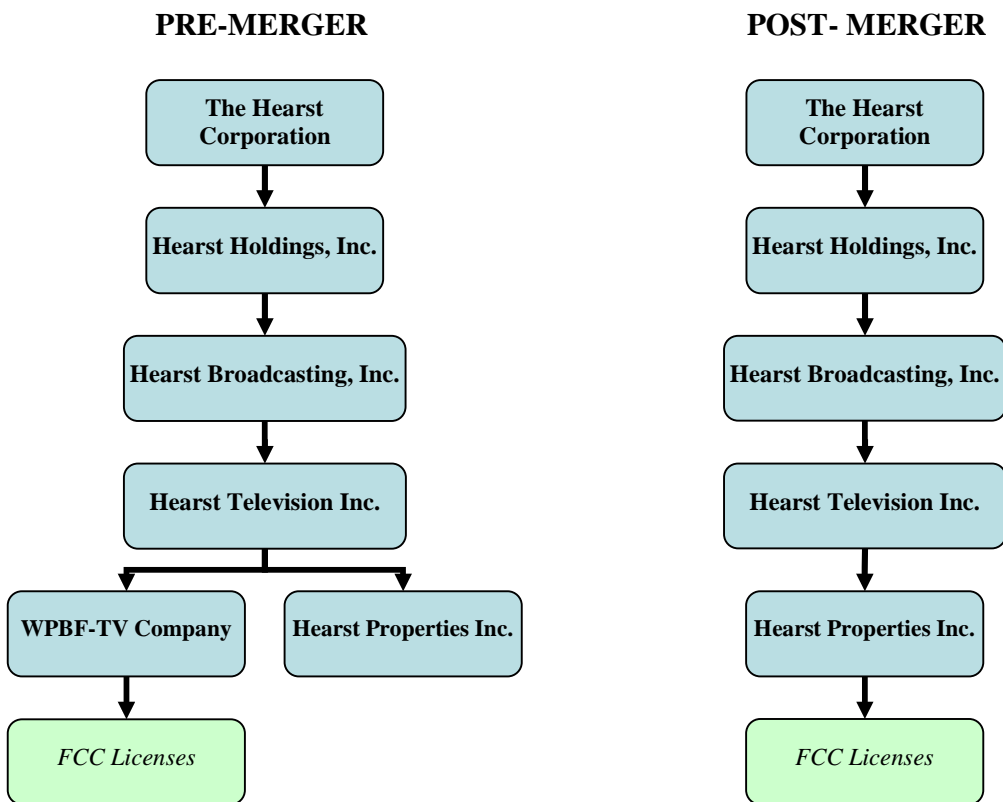 PRE-MERGER
The Hearst
Corporation
Hearst Holdings, Inc.
Hearst Broadcasting, Inc.
Hearst Television Inc.
WPBF-TV Company
Hearst Properties Inc.
FCC Licenses
POST- MERGER
The Hearst
Corporation
Hearst Holdings, Inc.
Hearst Broadcasting, Inc.
Hearst Television Inc.
Hearst Properties Inc.
FCC Licenses